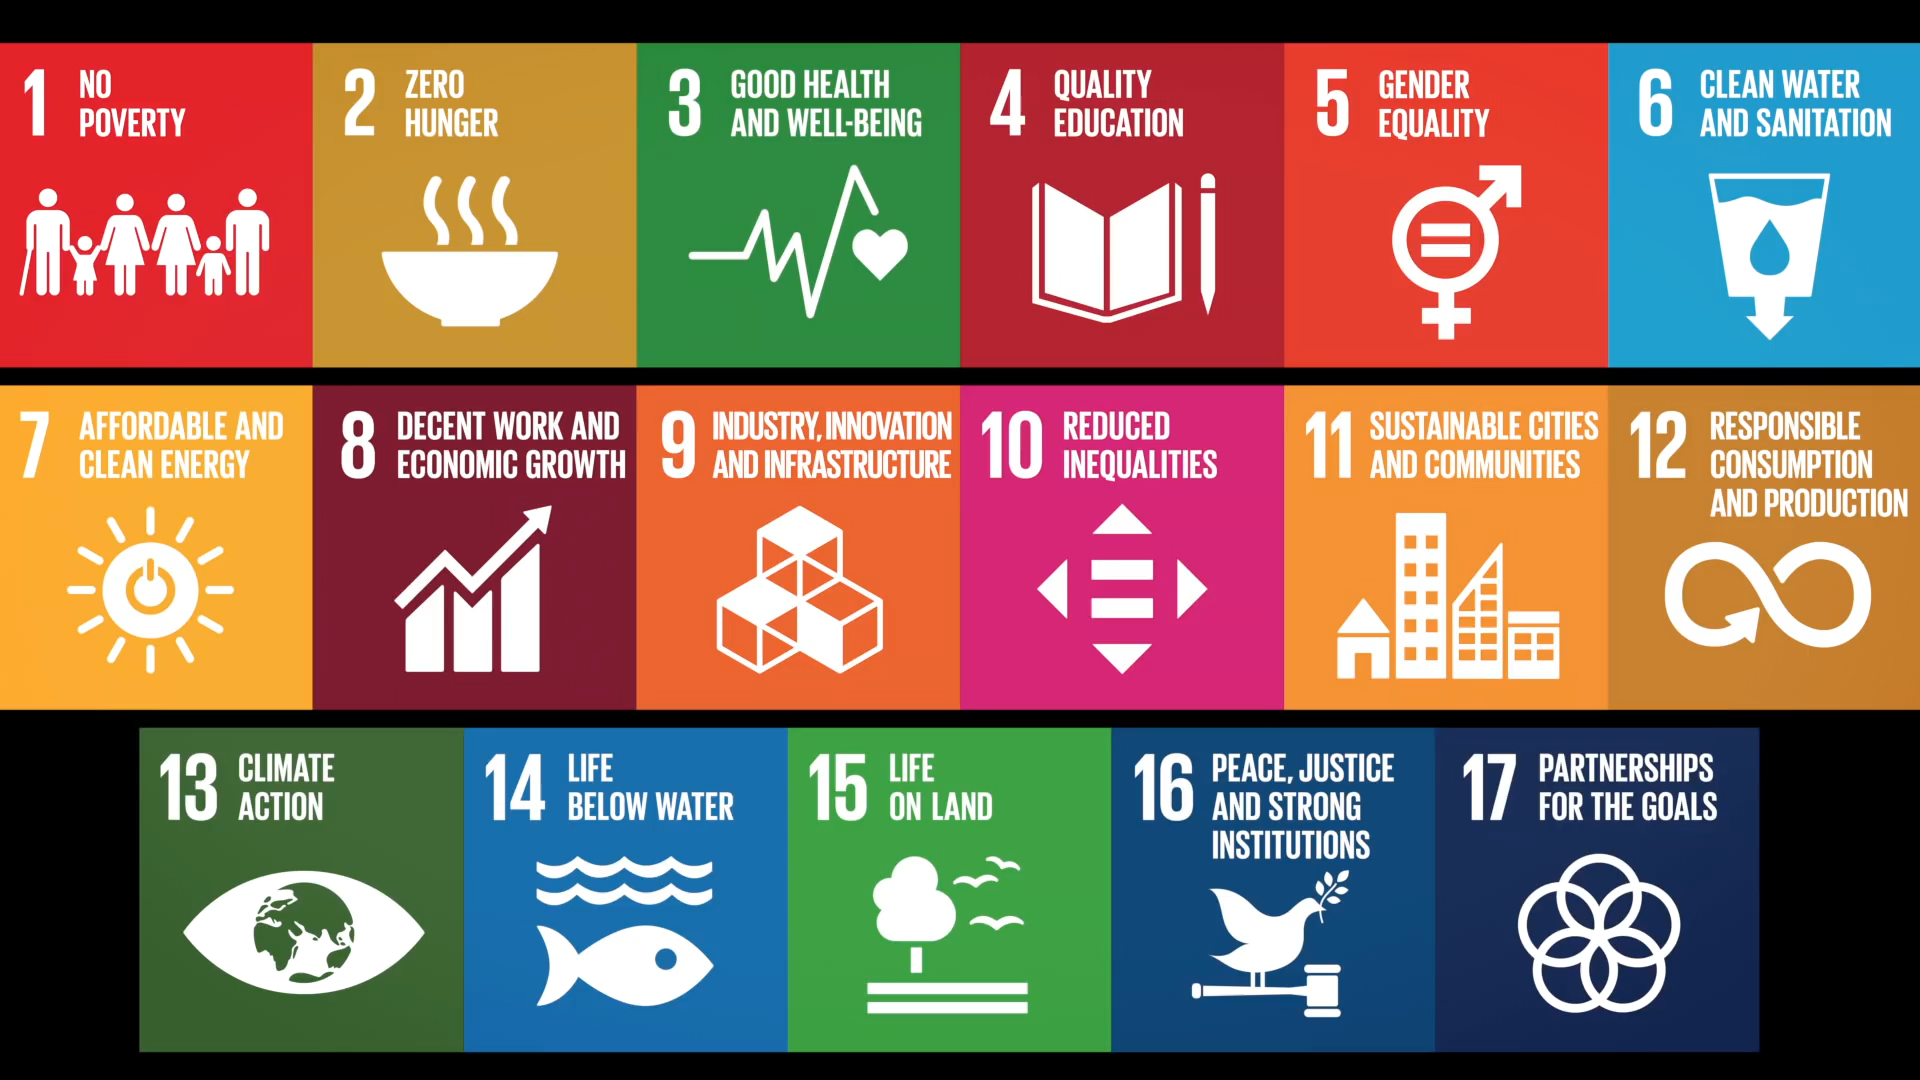 1 NO
POVERTY
2 ZERO
HUNGER
3 GOOD HEALTH
AND WELL-BEING
4 QUALITY
EDUCATION
5 GENDER
EQUALITY
6 CLEAN WATER
AND SANITATION
7 AFFORDABLE AND
CLEAN ENERGY
8 DECENT WORK AND
ECONOMIC GROWTH
9 INDUSTRY, INNOVATION
AND INFRASTRUCTURE
10 REDUCED
INEQUALITIES
11 SUSTAINABLE CITIES
AND COMMUNITIES
12 RESPONSIBLE
CONSUMPTION
AND PRODUCTION
13 CLIMATE
ACTION
14 LIFE
BELOW WATER
15 LIFE
ON LAND
16 PEACE, JUSTICE
AND STRONG
INSTITUTIONS
17 PARTNERSHIPS
FOR THE GOALS